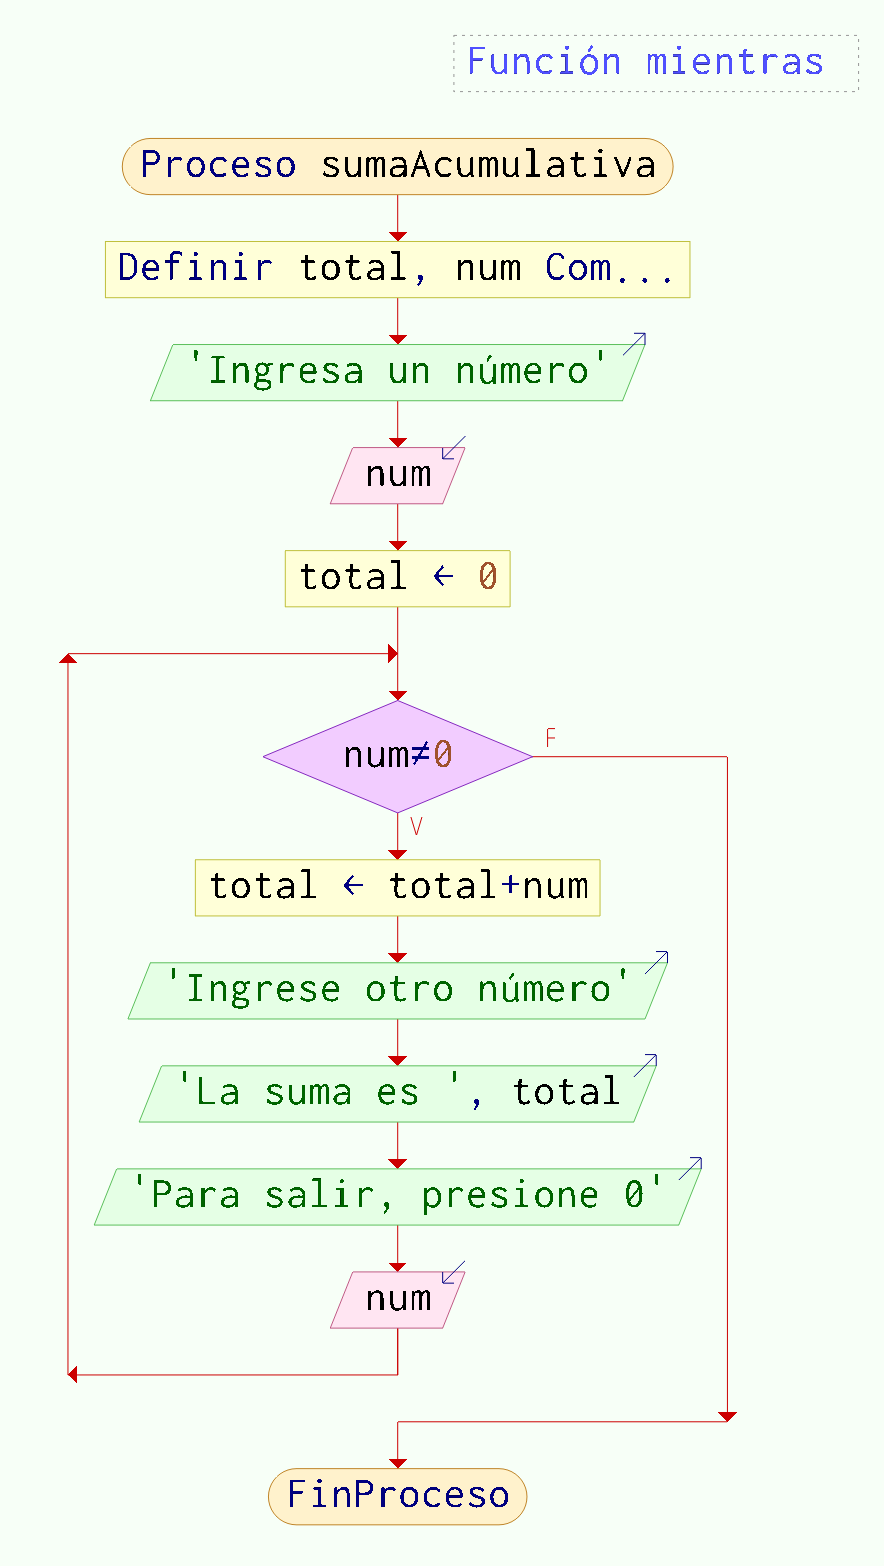 Función mientras
Proceso sumaAcumulativa
Definir total, num Com...
'Ingresa un número'
num
total ← 0
num≠0
F
V
total ← total+num
'Ingrese otro número'
'La suma es ', total
'Para salir, presione 0'
num
FinProceso